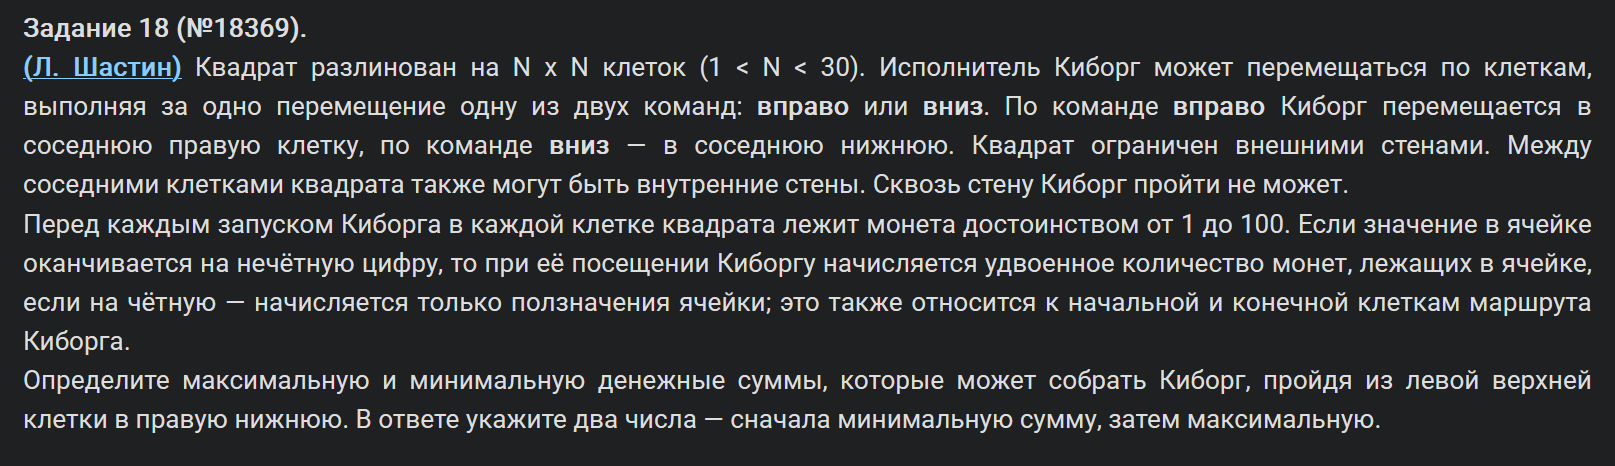 Задание 18 (№18369).
(Л. Шастин) Квадрат разлинован на N x N клеток (1 < N < 30). Исполнитель Киборг может перемещаться по клеткам,
выполняя за одно перемещение одну из двух команд: вправо или вниз. По команде вправо Киборг перемещается в
соседнюю правую клетку, по команде вниз — в соседнюю нижнюю. Квадрат ограничен внешними стенами. Между
соседними клетками квадрата также могут быть внутренние стены. Сквозь стену Киборг пройти не может.
Перед каждым запуском Киборга в каждой клетке квадрата лежит монета достоинством от 1 до 100. Если значение в ячейке
оканчивается на нечётную цифру, то при её посещении Киборгу начисляется удвоенное количество монет, лежащих в ячейке,
если на чётную — начисляется только ползначения ячейки; это также относится к начальной и конечной клеткам маршрута
Киборга.
Определите максимальную и минимальную денежные суммы, которые может собрать Киборг, пройдя из левой верхней
клетки в правую нижнюю. В ответе укажите два числа — сначала минимальную сумму, затем максимальную.